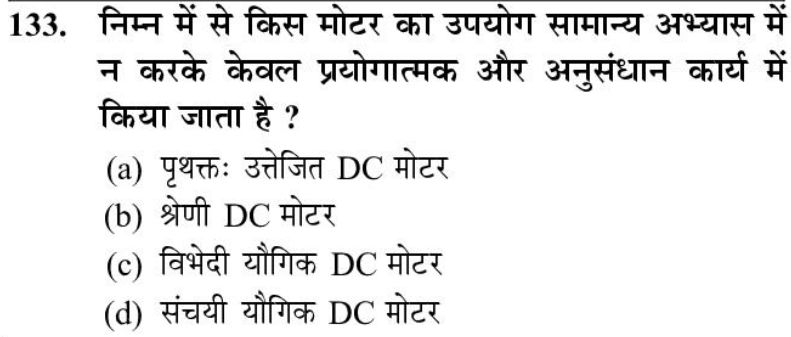 133. निम्न में से किस मोटर का उपयोग सामान्य अभ्यास में
न करके केवल प्रयोगात्मक और अनुसंधान कार्य में
किया जाता है ?
(a) पृथक्तः उत्तेजित DC मोटर
(b) श्रेणी DC मोटर
(c) विभेदी यौगिक DC मोटर
(d) संचयी यौगिक DC मोटर